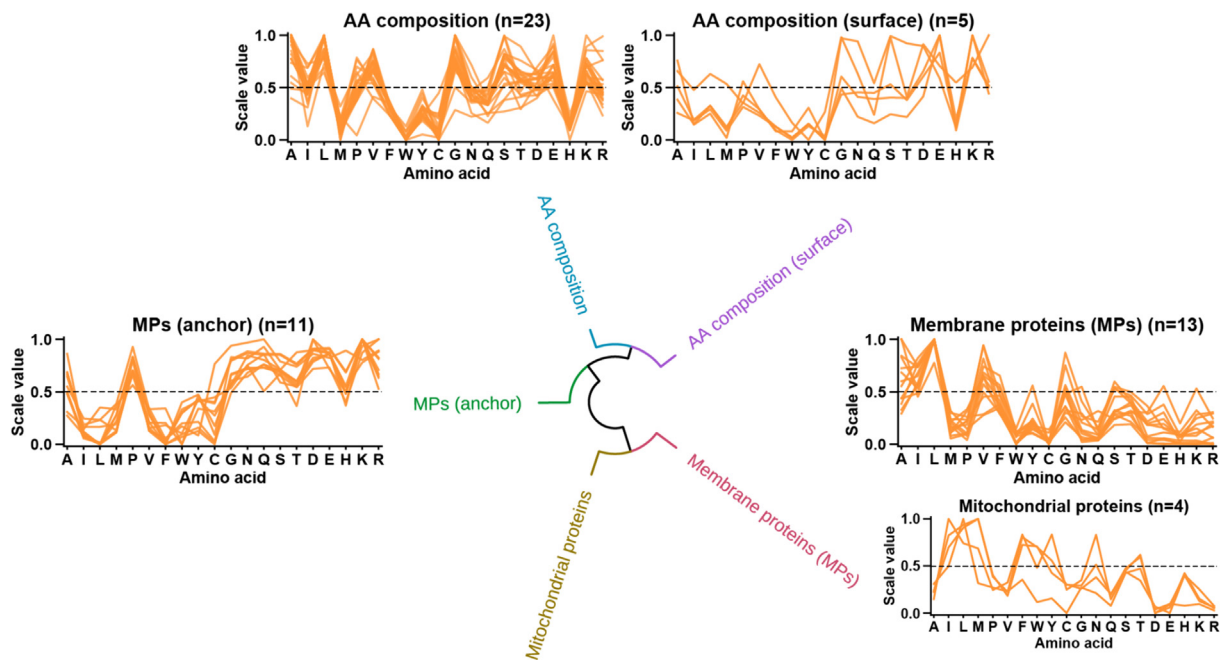 AA composition (n=23)
Scale value
1.0
0.5
0.0
A I L M P V F W Y C G N Q S T D E H K R
Amino acid
AA composition (surface) (n=5)
Scale value
1.0
0.5
0.0
A I L M P V F W Y C G N Q S T D E H K R
Amino acid
AA composition
AA composition (surface)
MPs (anchor) (n=11)
Scale value
1.0
0.5
0.0
A I L M P V F W Y C G N Q S T D E H K R
Amino acid
MPs (anchor)
Membrane proteins (MPs) (n=13)
Scale value
1.0
0.5
0.0
A I L M P V F W Y C G N Q S T D E H K R
Amino acid
Mitochondrial proteins
Membrane proteins (MPs)
Mitochondrial proteins (n=4)
Scale value
1.0
0.5
0.0
A I L M P V F W Y C G N Q S T D E H K R
Amino acid